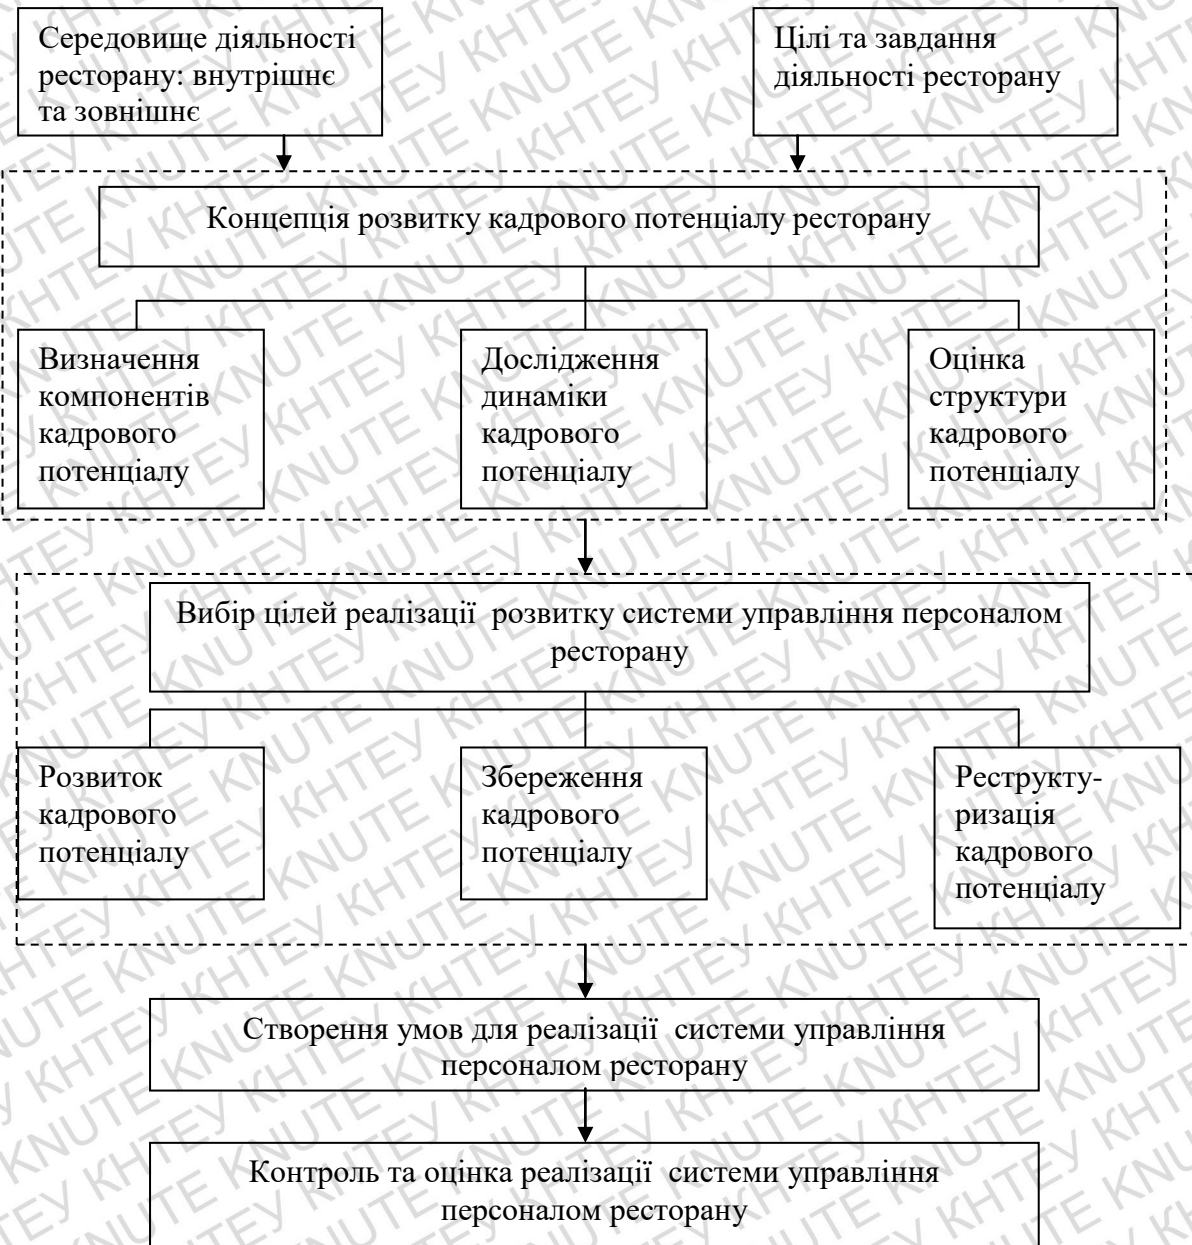 Середовище діяльності
ресторану: внутрішнє
та зовнішнє
Цілі та завдання
діяльності ресторану
Концепція розвитку кадрового потенціалу ресторану
Визначення
компонентів
кадрового
потенціалу
Дослідження
динаміки
кадрового
потенціалу
Оцінка
структури
кадрового
потенціалу
Вибір цілей реалізації розвитку системи управління персоналом
ресторану
Розвиток
кадрового
потенціалу
Збереження
кадрового
потенціалу
Реструкту-
ризація
кадрового
потенціалу
Створення умов для реалізації системи управління
персоналом ресторану
Контроль та оцінка реалізації системи управління
персоналом ресторану